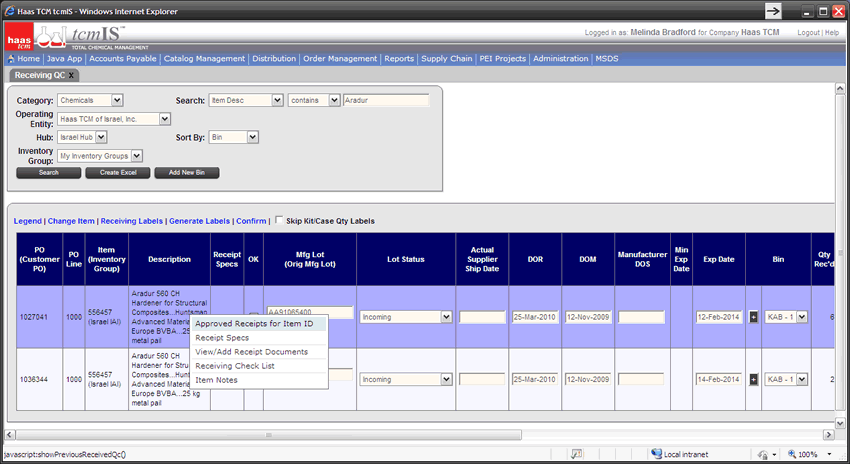 Haas TCM tcmIS - Windows Internet Explorer
haas tcm
tcmIS
TOTAL CHEMICAL MANAGEMENT
Logged in as: Melinda Bradford for Company Haas TCM
Logout | Help
Home | Java App | Accounts Payable | Catalog Management | Distribution | Order Management | Reports | Supply Chain | PEI Projects | Administration | MSDS
Receiving QC X
Category: Chemicals Search: Item Desc contains Aradur
Operating Entity: Haas TCM of Israel, Inc.
Hub: Israel Hub Sort By: Bin
Inventory Group: My Inventory Groups
Search Create Excel Add New Bin
Legend | Change Item | Receiving Labels | Generate Labels | Confirm | Skip Kit/Case Qty Labels
PO (Customer PO) PO Line Item (Inventory Group) Description Receipt Specs OK Mfg Lot (Orig Mfg Lot) Lot Status Actual Supplier Ship Date DOR DOM Manufacturer DOS Min Exp Date Exp Date Bin Qty Rec'd
1027041 1000 556457 (Israel IAI)
Aradur 560 CH
Hardener for Structural
Composites...Huntsman
Advanced Material
Europe BVBA...25
metal pail
AA91065400
Incoming 25-Mar-2010 12-Nov-2009 12-Feb-2014 + KAB - 1 6
Approved Receipts for Item ID
Receipt Specs
View/Add Receipt Documents
Receiving Check List
Item Notes
1036344 1000 556457 (Israel IAI)
Aradur 560 CH
Hardener for Struc
Composites...Hunt
Advanced Material
Europe BVBA...25 kg
metal pail
Incoming 25-Mar-2010 12-Nov-2009 14-Feb-2014 + KAB - 1 2
javascript:showPreviousReceivedQc()
Local intranet
100%